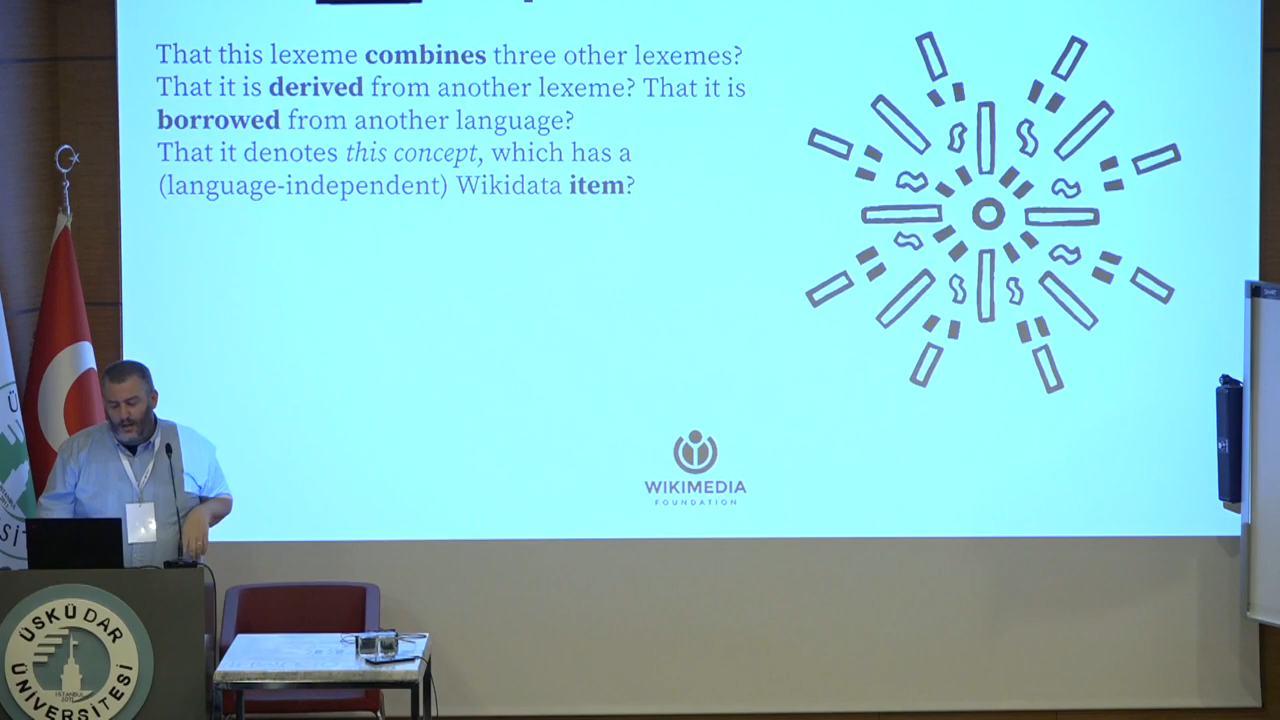 That this lexeme combines three other lexemes?
That it is derived from another lexeme? That it is
borrowed from another language?
That it denotes this concept, which has a
(language-independent) Wikidata item?
WIKIMEDIA
FOUNDATION
ÜSKÜDAR
ÜNİVERSİTESİ
İSTANBUL
2011